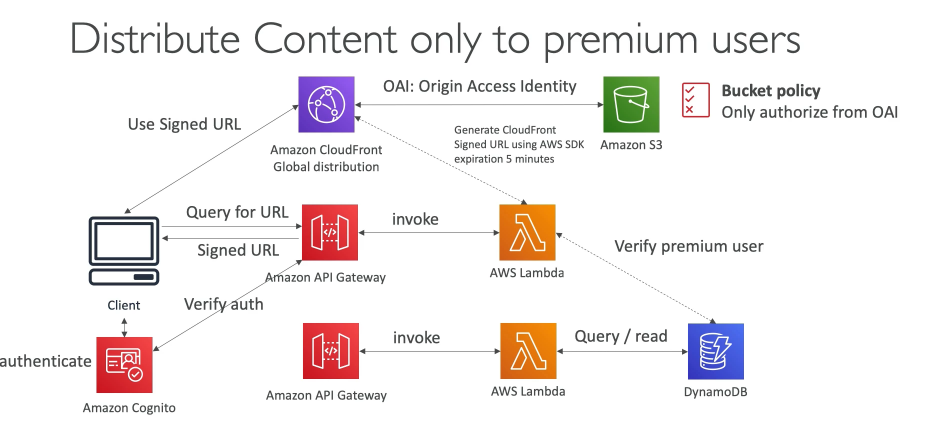 Distribute Content only to premium users
OAI: Origin Access Identity
Bucket policy
Only authorize from OAI
Use Signed URL
Amazon CloudFront
Global distribution
Generate CloudFront
Signed URL using AWS SDK
expiration 5 minutes
Amazon S3
Query for URL
Signed URL
invoke
Verify premium user
Amazon API Gateway
AWS Lambda
Client
Verify auth
authenticate
invoke
Query / read
Amazon Cognito
Amazon API Gateway
AWS Lambda
DynamoDB